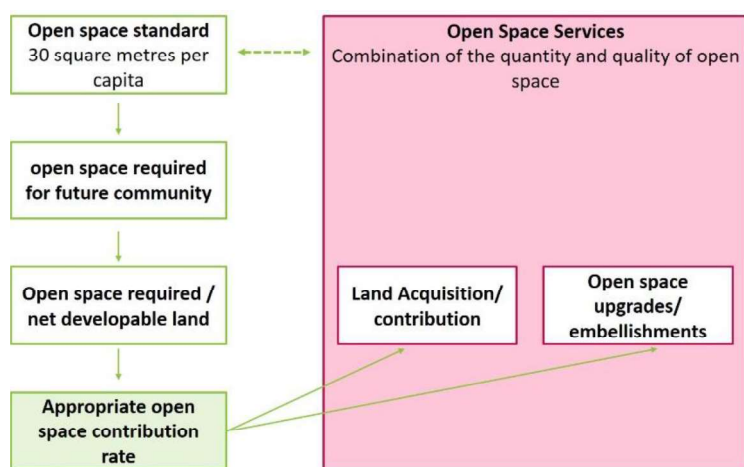 Open space standard
30 square metres per
capita
Open Space Services
Combination of the quantity and quality of open
space
open space required
for future community
Open space required /
net developable land
Land Acquisition/
contribution
Open space
upgrades/
embellishments
Appropriate open
space contribution
rate